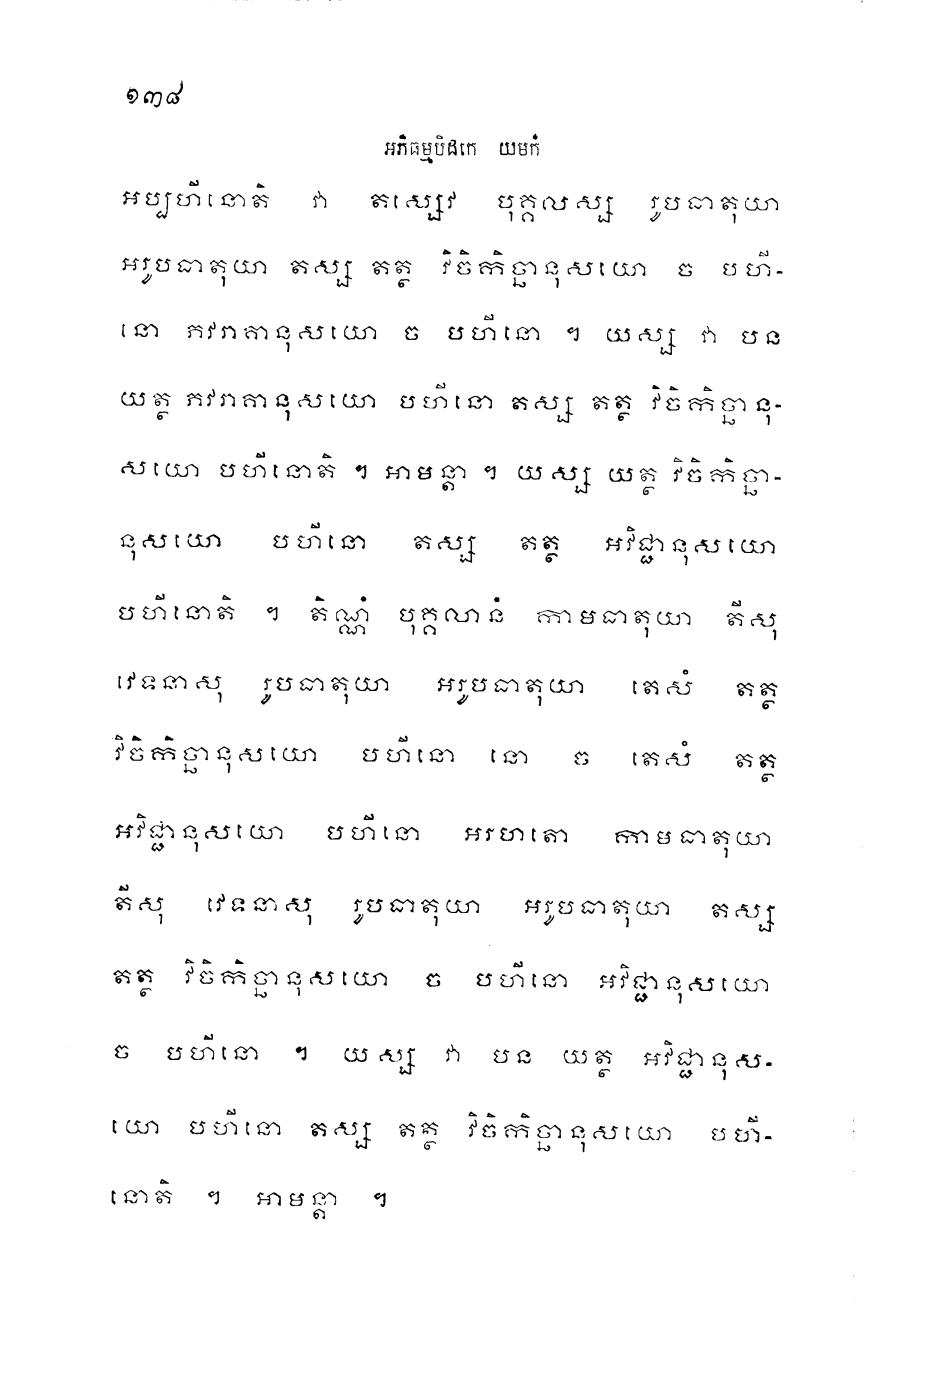 ១៣៨
អភិធម្មបិដកេ យមកំ
អប្បហីនោតិ វា តស្សេវ បុគ្គលស្ស រូបធាតុយា
អរូបធាតុយា តស្ស តត្ថ វិចិកិច្ឆានុសយោ ច បហី-
នោ ភវរាគានុសយោ ច បហីនោ ។ យស្ស វា បន
យត្ថ ភវរាគានុសយោ បហីនោ តស្ស តត្ថ វិចិកិច្ឆានុ-
សយោ បហីនោតិ ។ អាមន្តា ។ យស្ស យត្ថ វិចិកិច្ឆា-
នុសយោ បហីនោ តស្ស តត្ថ អវិជ្ជានុសយោ
បហីនោតិ ។ តិណ្ណំ បុគ្គលានំ កាមធាតុយា តីសុ
វេទនាសុ រូបធាតុយា អរូបធាតុយា តេសំ តត្ថ
វិចិកិច្ឆានុសយោ បហីនោ នោ ច តេសំ តត្ថ
អវិជ្ជានុសយោ បហីនោ អរហតោ កាមធាតុយា
តីសុ វេទនាសុ រូបធាតុយា អរូបធាតុយា តស្ស
តត្ថ វិចិកិច្ឆានុសយោ ច បហីនោ អវិជ្ជានុសយោ
ច បហីនោ ។ យស្ស វា បន យត្ថ អវិជ្ជានុស-
យោ បហីនោ តស្ស តត្ថ វិចិកិច្ឆានុសយោ បហី-
នោតិ ។ អាមន្តា ។